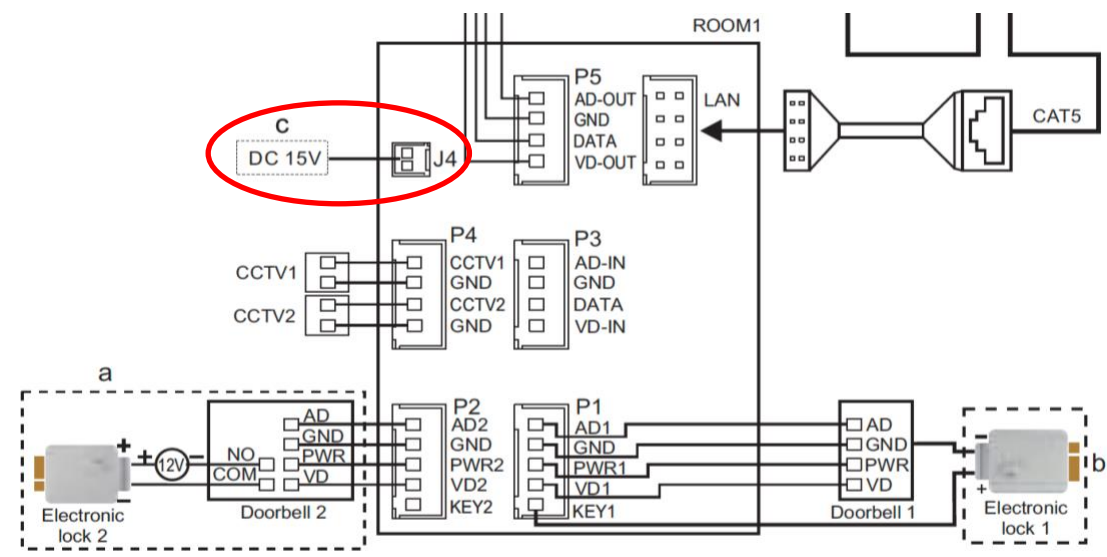 ROOM1
P5
AD-OUT
GND
DATA
VD-OUT
LAN
CAT5
C
DC 15V
J4
P4
CCTV1
GND
CCTV2
GND
P3
AD-IN
GND
DATA
VD-IN
CCTV1
CCTV2
a
+
+
12V
−
−
NO
COM
AD
GND
PWR
VD
Electronic
lock 2
Doorbell 2
P2
AD2
GND
PWR2
VD2
KEY2
P1
AD1
GND
PWR1
VD1
KEY1
AD
GND
PWR
VD
Doorbell 1
−
+
b
Electronic
lock 1